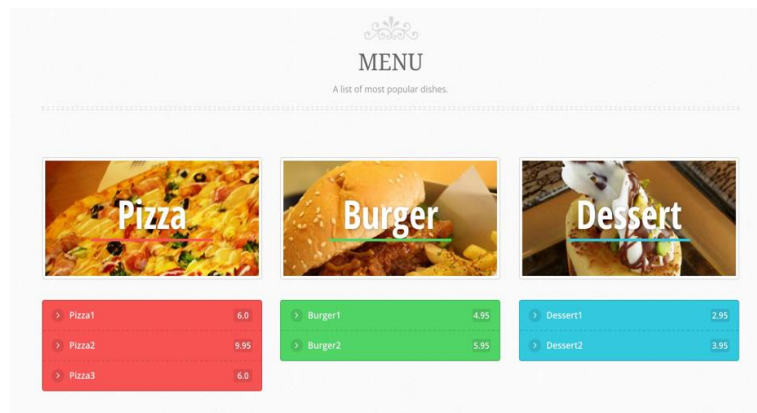 MENU
A list of most popular dishes.
Pizza
Pizza1 6.0
Pizza2 9.95
Pizza3 6.0
Burger
Burger1 4.95
Burger2 5.95
Dessert
Dessert1 2.95
Dessert2 3.95